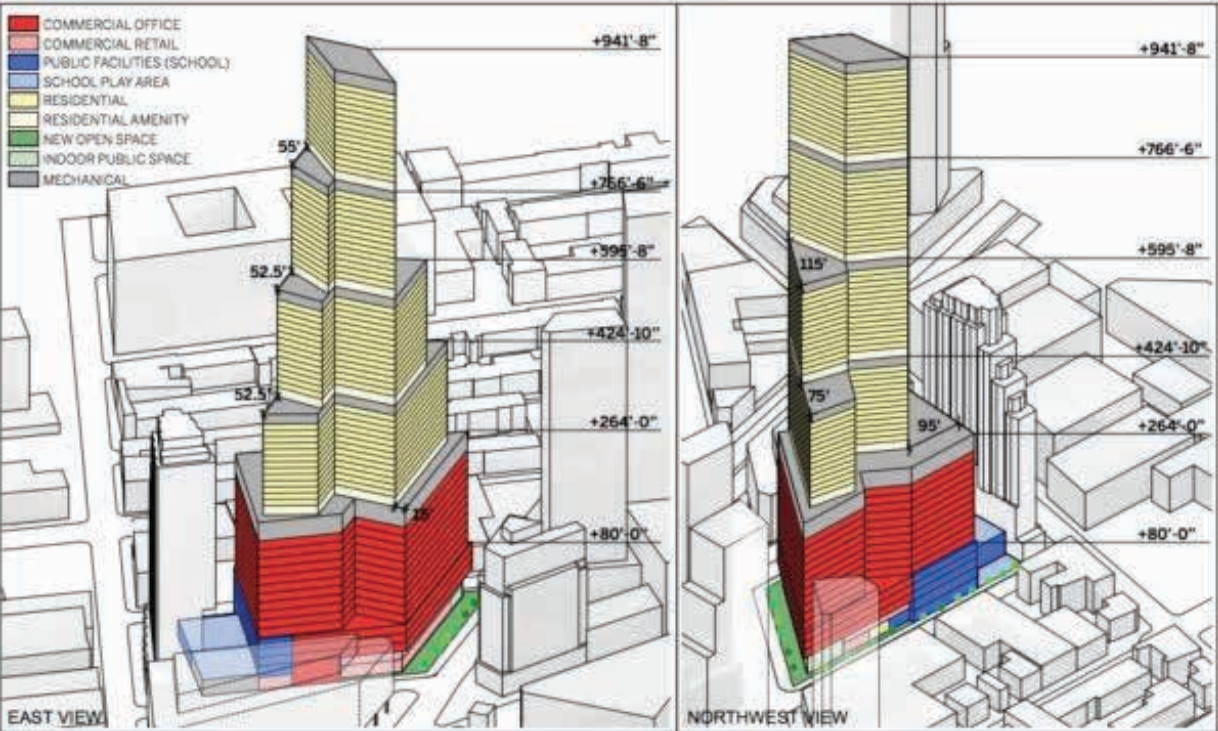 COMMERCIAL OFFICE
COMMERCIAL RETAIL
PUBLIC FACILITIES (SCHOOL)
SCHOOL PLAY AREA
RESIDENTIAL
RESIDENTIAL AMENITY
NEW OPEN SPACE
INDOOR PUBLIC SPACE
MECHANICAL
+941'-8"
55'
+766'-6"
52.5'
+595'-8"
+424'-10"
52.5'
+264'-0"
15'
+80'-0"
EAST VIEW
+941'-8"
+766'-6"
115'
+595'-8"
+424'-10"
75'
95'
+264'-0"
+80'-0"
NORTHWEST VIEW